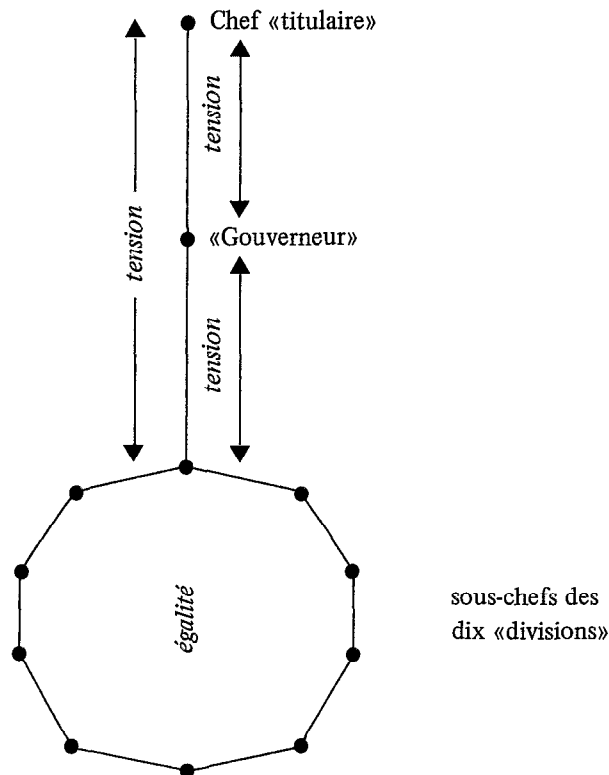 Chef «titulaire»
tension
tension
«Gouverneur»
tension
égalité
sous-chefs des
dix «divisions»